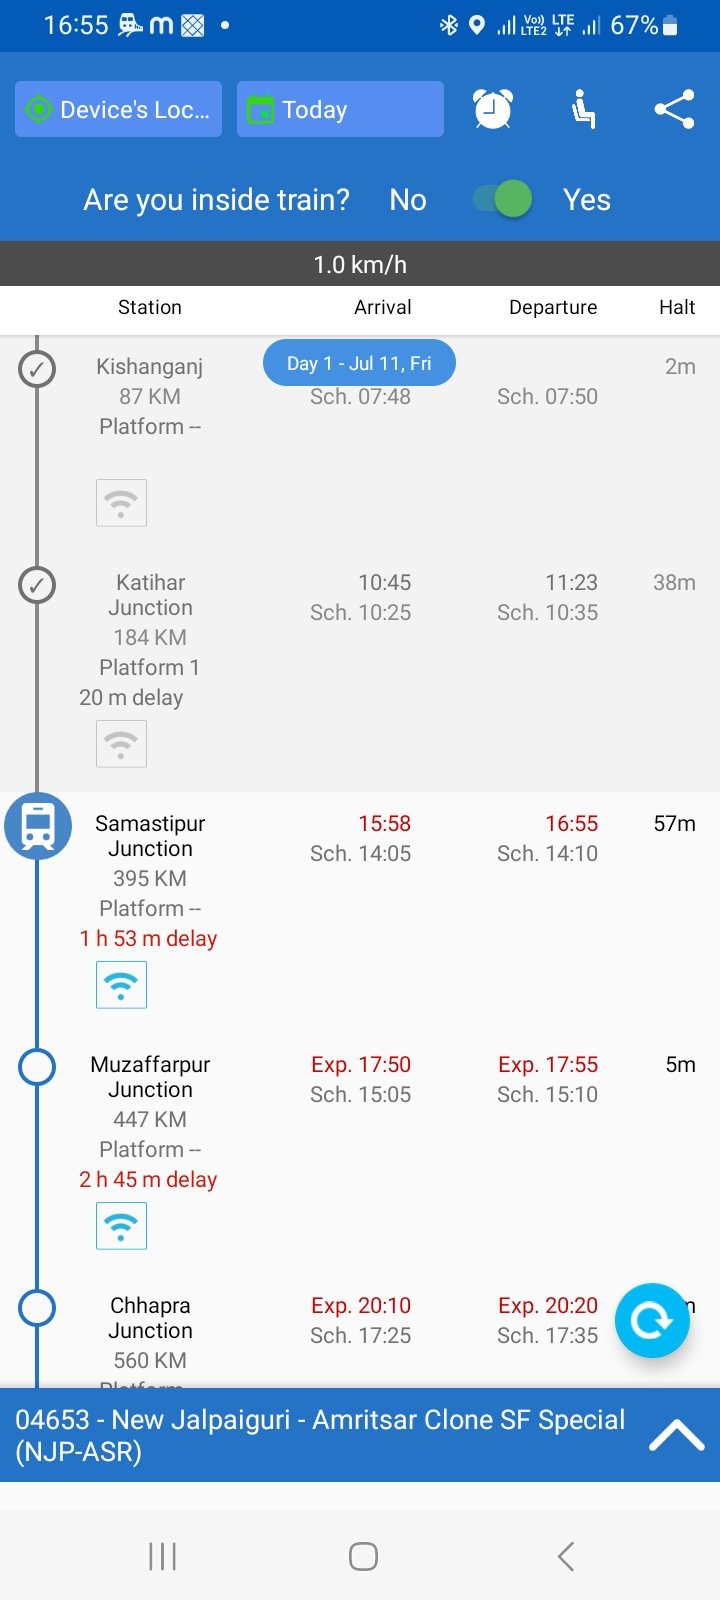 16:55
Vo)) LTE
LTE2
67%
Device's Loc...
Today
Are you inside train? No Yes
1.0 km/h
Station Arrival Departure Halt
Day 1 - Jul 11, Fri
Kishanganj 2m
87 KM Sch. 07:48 Sch. 07:50
Platform --
Katihar 10:45 11:23 38m
Junction Sch. 10:25 Sch. 10:35
184 KM
Platform 1
20 m delay
Samastipur 15:58 16:55 57m
Junction Sch. 14:05 Sch. 14:10
395 KM
Platform --
1 h 53 m delay
Muzaffarpur Exp. 17:50 Exp. 17:55 5m
Junction Sch. 15:05 Sch. 15:10
447 KM
Platform --
2 h 45 m delay
Chhapra Exp. 20:10 Exp. 20:20
Junction Sch. 17:25 Sch. 17:35
560 KM
04653 - New Jalpaiguri - Amritsar Clone SF Special
(NJP-ASR)